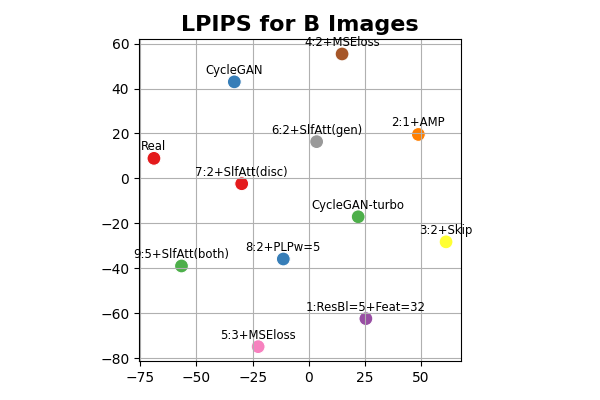 LPIPS for B Images
4:2+MSEloss
CycleGAN
2:1+AMP
6:2+SlfAtt(gen)
Real
7:2+SlfAtt(disc)
CycleGAN-turbo
3:2+Skip
8:2+PLPw=5
9:5+SlfAtt(both)
1:ResBl=5+Feat=32
5:3+MSEloss
60
40
20
0
−20
−40
−60
−80
−75
−50
−25
0
25
50